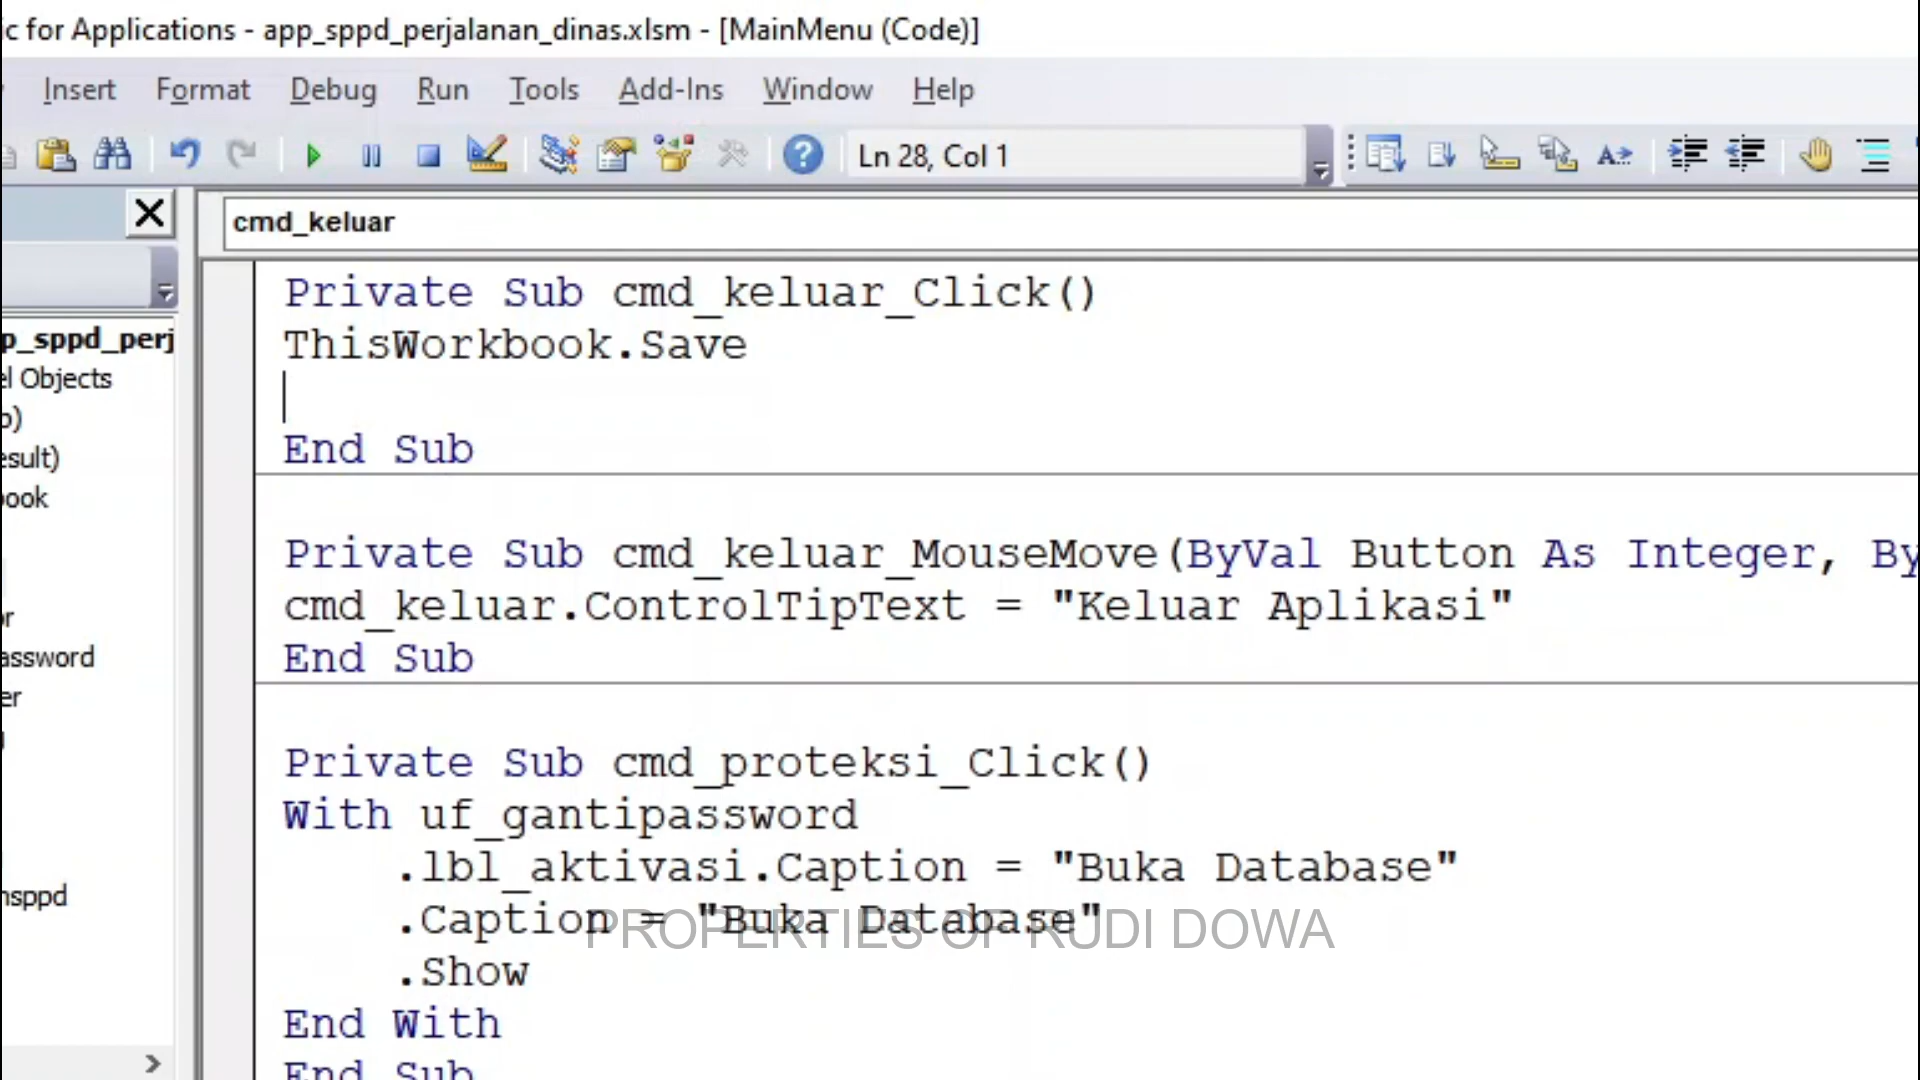 ic for Applications - app_sppd_perjalanan_dinas.xlsm - [MainMenu (Code)]
Insert Format Debug Run Tools Add-Ins Window Help
Ln 28, Col 1
cmd_keluar
Private Sub cmd_keluar_Click()
ThisWorkbook.Save
End Sub
Private Sub cmd_keluar_MouseMove(ByVal Button As Integer, By
cmd_keluar.ControlTipText = "Keluar Aplikasi"
End Sub
Private Sub cmd_proteksi_Click()
With uf_gantipassword
.lbl_aktivasi.Caption = "Buka Database"
.Caption = "Buka Database"
.Show
End With
End Sub
PROPERTIES OF RUDI DOWA
p_sppd_perj
el Objects
o)
esult)
book
r
assword
er
nsppd